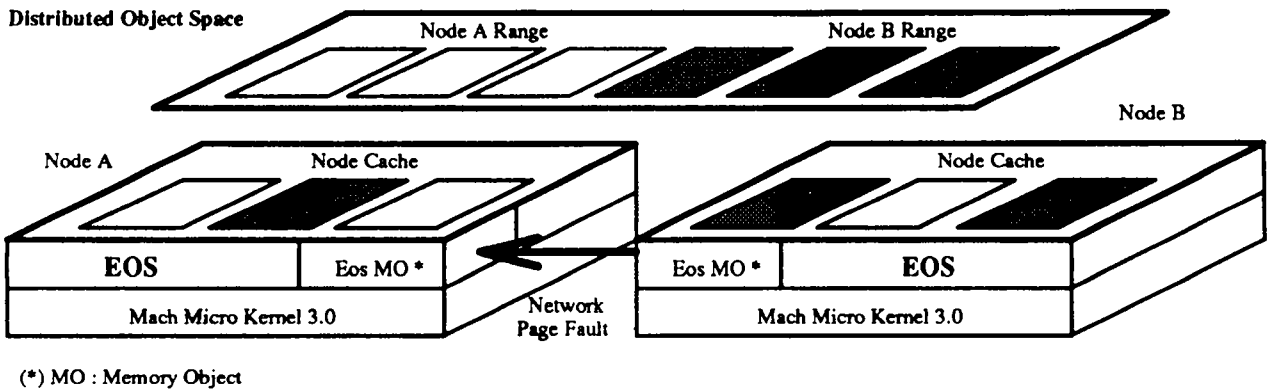 Distributed Object Space
Node A Range
Node B Range
Node B
Node A
Node Cache
Node Cache
EOS
Eos MO *
Eos MO *
EOS
Mach Micro Kernel 3.0
Network
Page Fault
Mach Micro Kernel 3.0
(*) MO : Memory Object